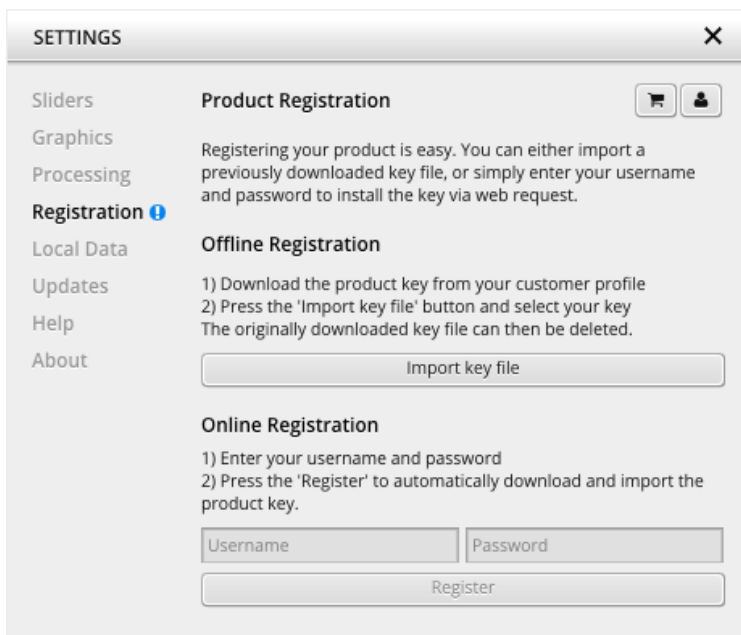 SETTINGS
Sliders
Graphics
Processing
Registration
Local Data
Updates
Help
About
Product Registration
Registering your product is easy. You can either import a
previously downloaded key file, or simply enter your username
and password to install the key via web request.
Offline Registration
1) Download the product key from your customer profile
2) Press the 'Import key file' button and select your key
The originally downloaded key file can then be deleted.
Import key file
Online Registration
1) Enter your username and password
2) Press the 'Register' to automatically download and import the
product key.
Username
Password
Register